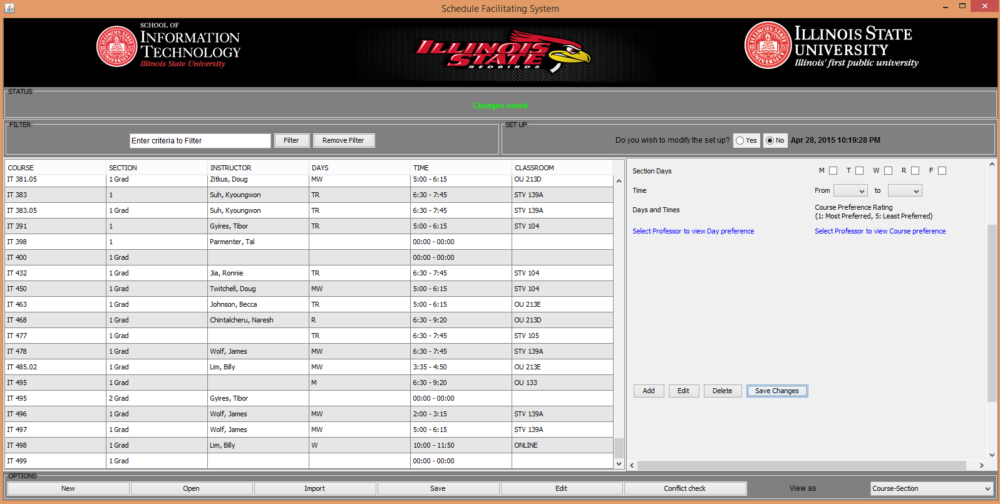 Schedule Facilitating System
SCHOOL OF
INFORMATION
TECHNOLOGY
Illinois State University
ILLINOIS
STATE
REDBIRDS
ILLINOIS STATE
UNIVERSITY
Illinois' first public university
STATUS
Changes saved
FILTER
Enter criteria to Filter Filter Remove Filter
SET UP
Do you wish to modify the set up? Yes No Apr 28, 2015 10:19:28 PM
COURSE SECTION INSTRUCTOR DAYS TIME CLASSROOM
IT 381.05 1 Grad Zitkus, Doug MW 5:00 - 6:15 OU 213D
IT 383 1 Suh, Kyoungwon TR 6:30 - 7:45 STV 139A
IT 383.05 1 Grad Suh, Kyoungwon TR 6:30 - 7:45 STV 139A
IT 391 1 Gyires, Tibor TR 5:00 - 6:15 STV 104
IT 398 1 Parmenter, Tal 00:00 - 00:00
IT 400 1 Grad 00:00 - 00:00
IT 432 1 Grad Jia, Ronnie TR 6:30 - 7:45 STV 104
IT 450 1 Grad Twitchell, Doug MW 5:00 - 6:15 STV 104
IT 463 1 Grad Johnson, Becca TR 5:00 - 6:15 OU 213E
IT 468 1 Grad Chintalcheru, Naresh R 6:30 - 9:20 OU 213D
IT 477 1 Grad TR 6:30 - 7:45 STV 105
IT 478 1 Grad Wolf, James MW 6:30 - 7:45 STV 139A
IT 485.02 1 Grad Lim, Billy MW 3:35 - 4:50 OU 213E
IT 495 1 Grad M 6:30 - 9:20 OU 133
IT 495 2 Grad Gyires, Tibor 00:00 - 00:00
IT 496 1 Grad Wolf, James MW 2:00 - 3:15 STV 139A
IT 497 1 Grad Wolf, James MW 5:00 - 6:15 STV 139A
IT 498 1 Grad Lim, Billy W 10:00 - 11:50 ONLINE
IT 499 1 Grad 00:00 - 00:00
Section Days M T W R F
Time From to
Days and Times Course Preference Rating
(1: Most Preferred, 5: Least Preferred)
Select Professor to view Day preference Select Professor to view Course preference
Add Edit Delete Save Changes
OPTIONS
New Open Import Save Edit Conflict check View as Course-Section